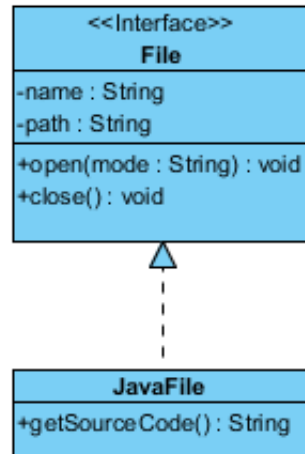 <<Interface>>
File
-name : String
-path : String
+open(mode : String) : void
+close() : void
JavaFile
+getSourceCode() : String